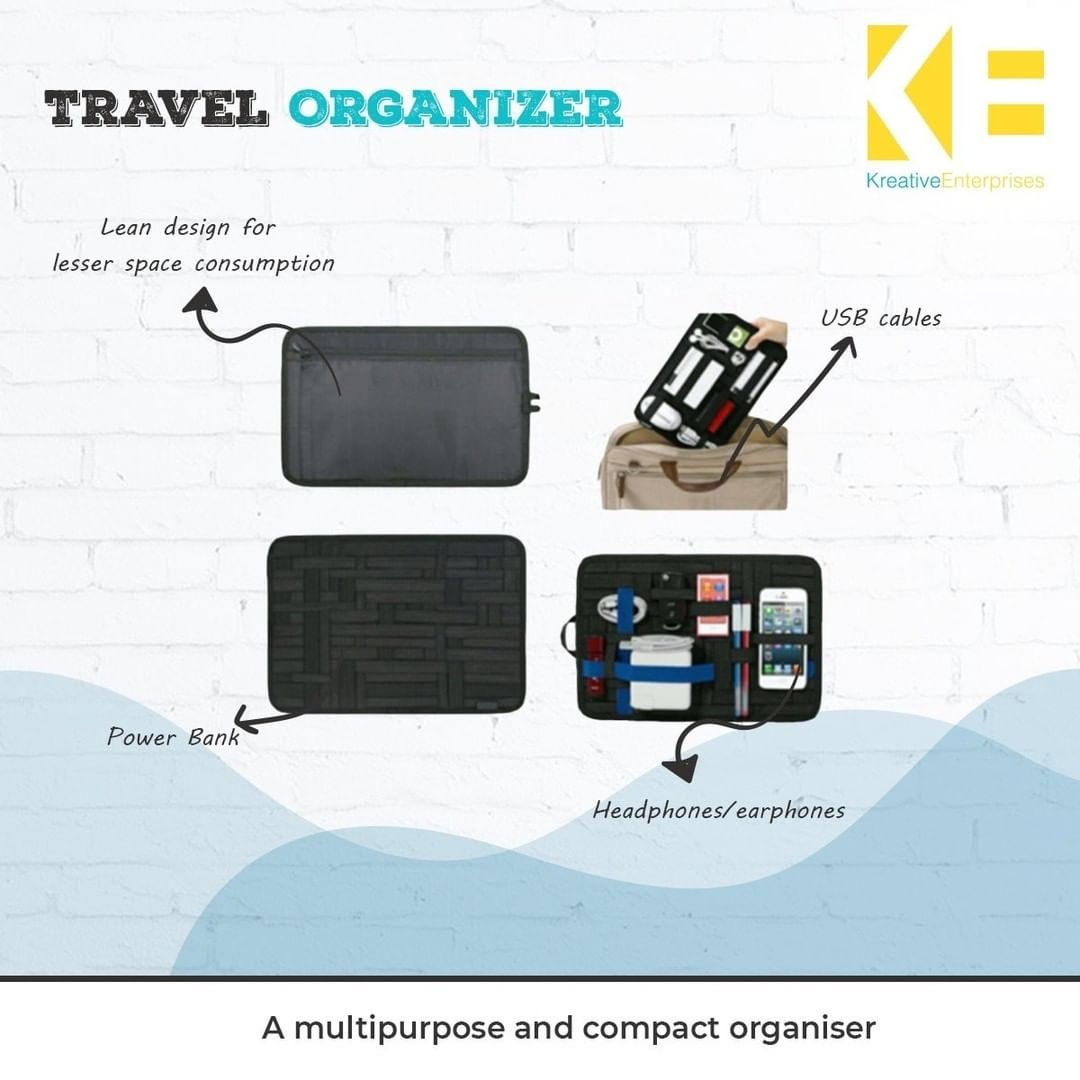 TRAVEL ORGANIZER
KreativeEnterprises
Lean design for
lesser space consumption
USB cables
Power Bank
Headphones/earphones
A multipurpose and compact organiser